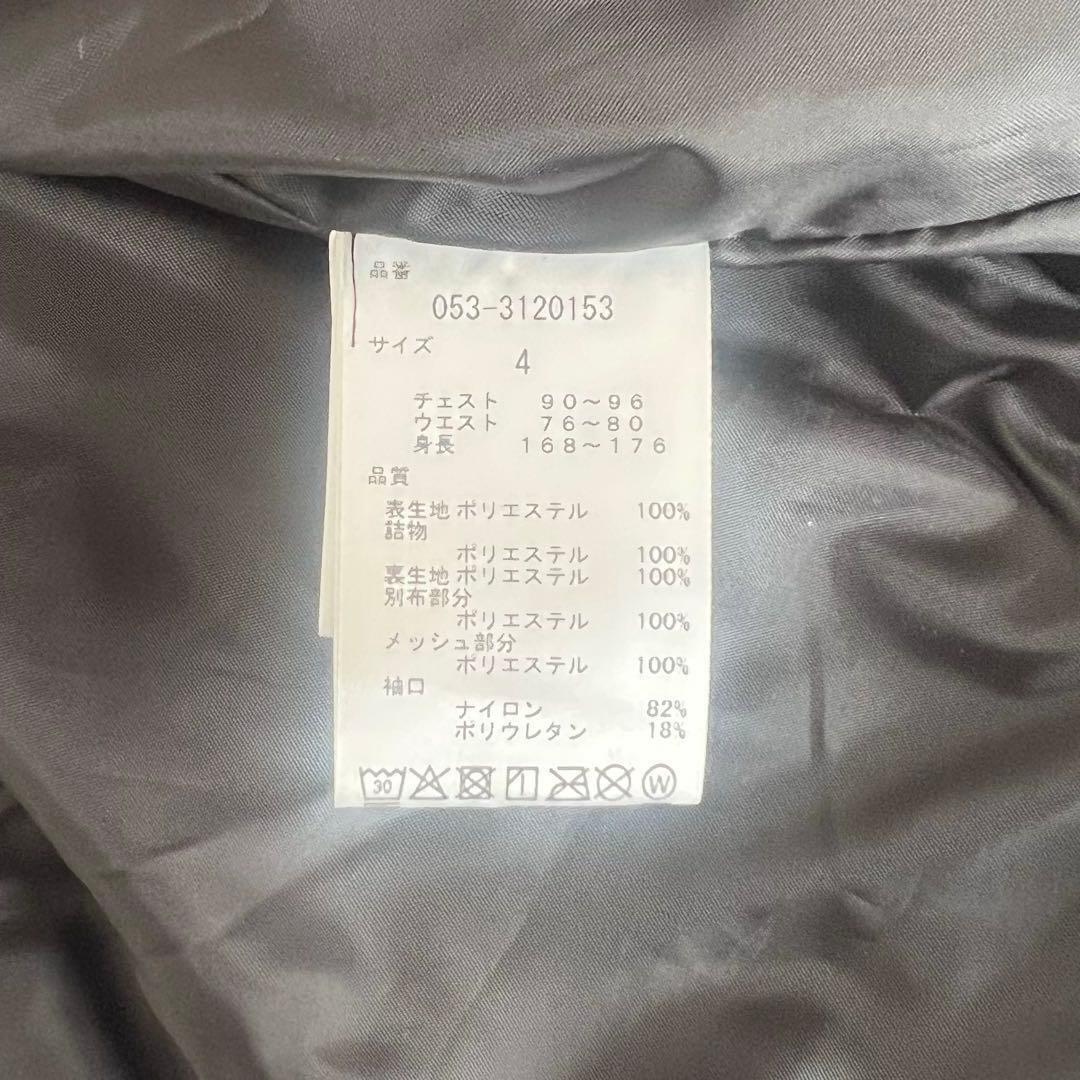 品番
053-3120153
サイズ
4
チェスト 90～96
ウエスト 76～80
身長 168～176
品質
表生地 ポリエステル 100%
詰物
ポリエステル 100%
裏生地 ポリエステル 100%
別布部分
ポリエステル 100%
メッシュ部分
ポリエステル 100%
袖口
ナイロン 82%
ポリウレタン 18%
30 W